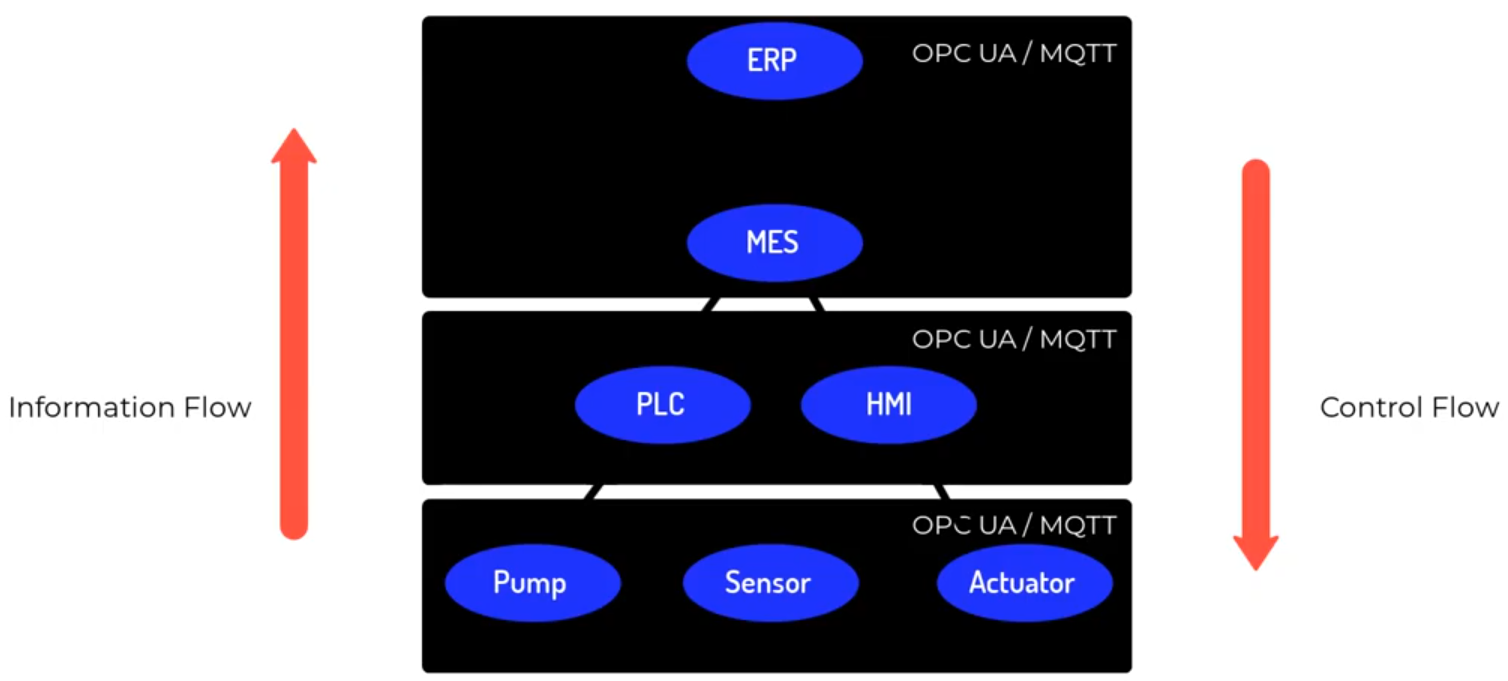 ERP
OPC UA / MQTT
MES
OPC UA / MQTT
PLC
HMI
Information Flow
Control Flow
OPC UA / MQTT
Pump
Sensor
Actuator